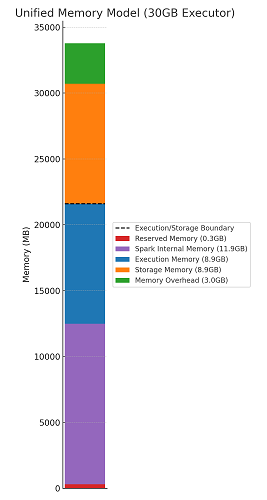 Unified Memory Model (30GB Executor)
35000
30000
25000
20000
15000
10000
5000
0
Memory (MB)
Execution/Storage Boundary
Reserved Memory (0.3GB)
Spark Internal Memory (11.9GB)
Execution Memory (8.9GB)
Storage Memory (8.9GB)
Memory Overhead (3.0GB)